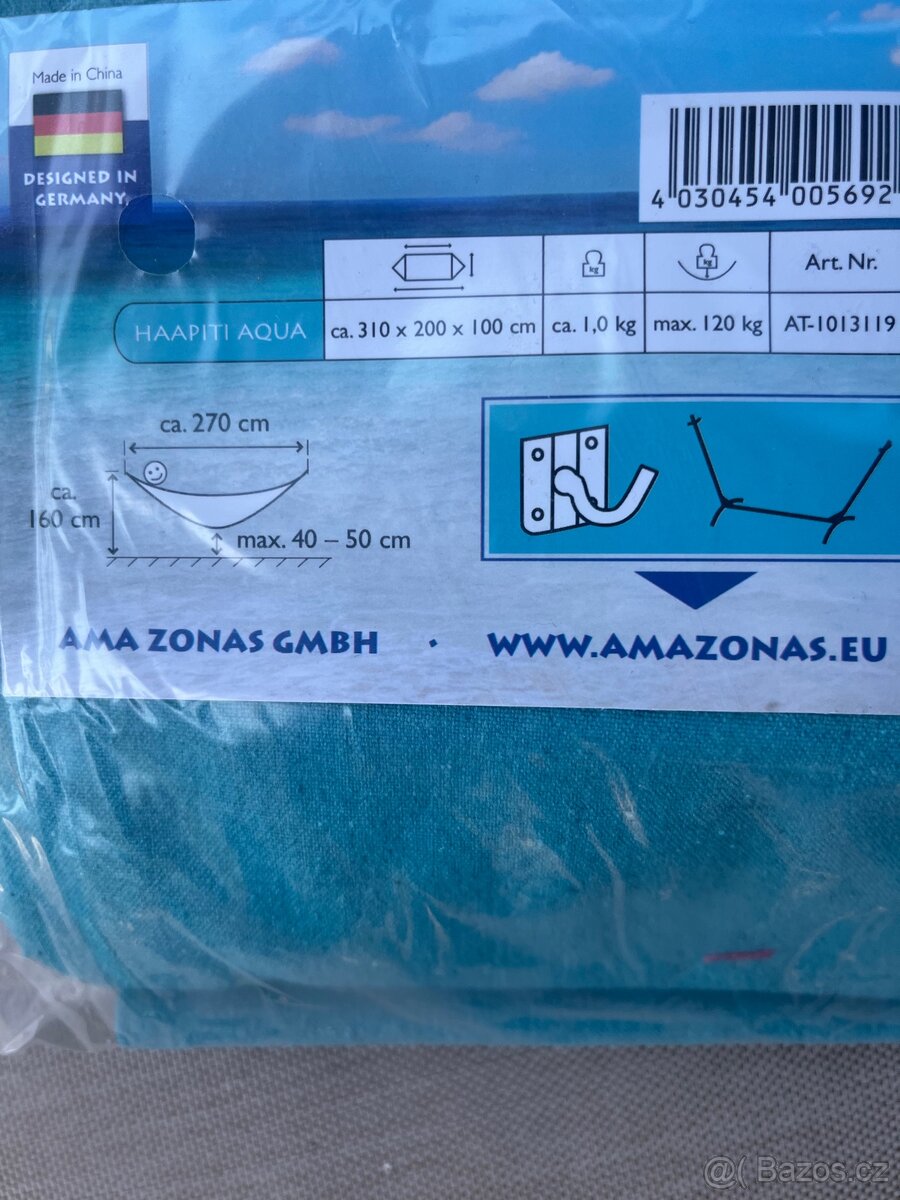 Made in China
DESIGNED IN
GERMANY
4 030454 005692
kg
kg
Art. Nr.
HAAPITI AQUA
ca. 310 x 200 x 100 cm
ca. 1,0 kg
max. 120 kg
AT-1013119
ca. 270 cm
ca.
160 cm
max. 40 – 50 cm
AMAZONAS GMBH · WWW.AMAZONAS.EU
@( Bazos.cz